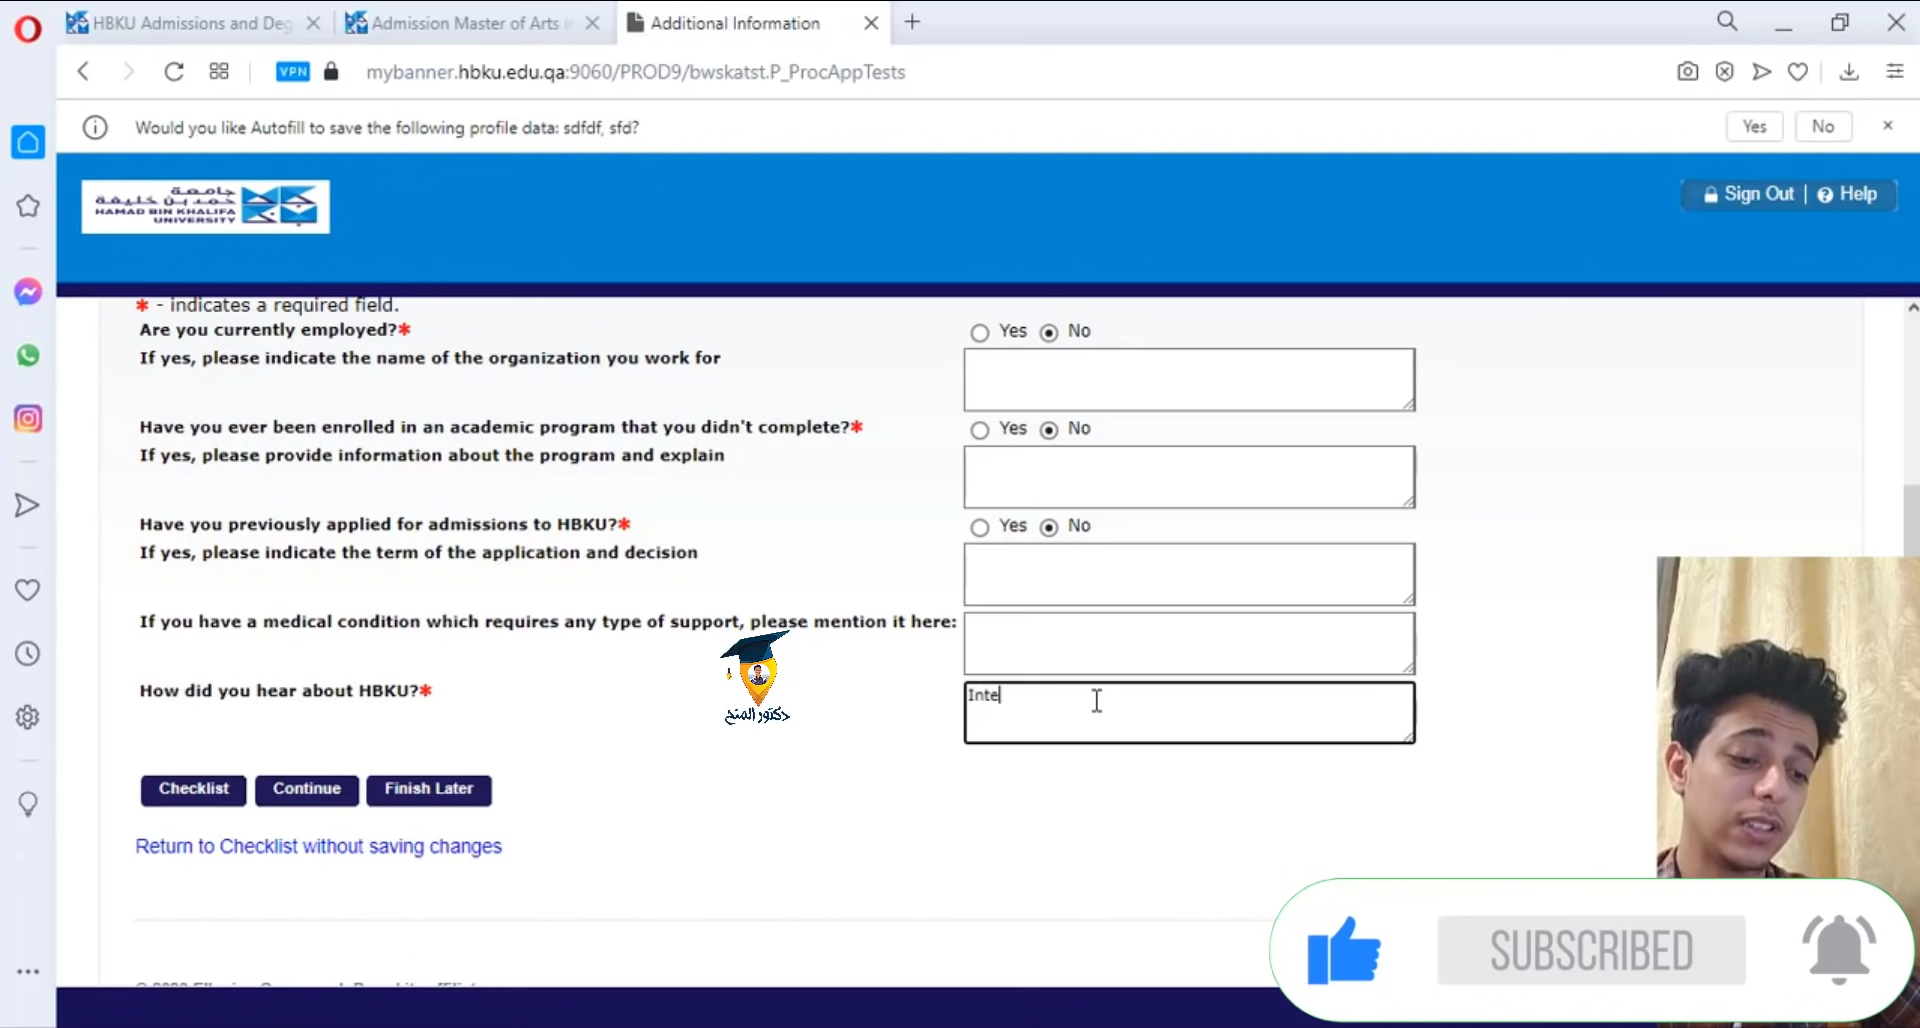 HBKU Admissions and Deg
Admission Master of Arts i
Additional Information
VPN
mybanner.hbku.edu.qa:9060/PROD9/bwskatst.P_ProcAppTests
Would you like Autofill to save the following profile data: sdfdf, sfd?
Yes
No
جامعة
حمد بن خليفة
HAMAD BIN KHALIFA
UNIVERSITY
Sign Out | Help
* - indicates a required field.
Are you currently employed?*
Yes No
If yes, please indicate the name of the organization you work for
Have you ever been enrolled in an academic program that you didn't complete?*
Yes No
If yes, please provide information about the program and explain
Have you previously applied for admissions to HBKU?*
Yes No
If yes, please indicate the term of the application and decision
If you have a medical condition which requires any type of support, please mention it here:
How did you hear about HBKU?*
Inte
دكتور المنح
Checklist
Continue
Finish Later
Return to Checklist without saving changes
SUBSCRIBED